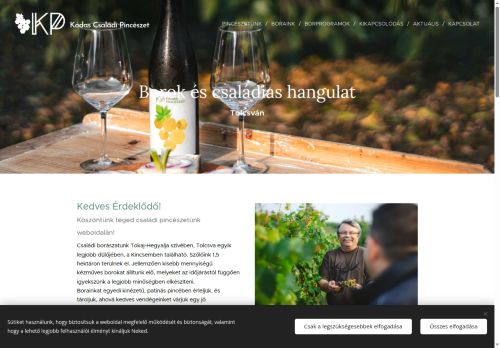 KP Kádas Családi Pincészet
PINCÉSZETÜNK / BORAINK / BORPROGRAMOK / KIKAPCSOLÓDÁS / AKTUÁLIS / KAPCSOLAT
Borok és családias hangulat
Tolcsván
Kedves Érdeklődő!
Köszöntünk téged családi pincészetünk
weboldalán!
Családi borászatunk Tokaj-Hegyalja szívében, Tolcsva egyik
legjobb dűlőjében, a Kincsemben található. Szőlőink 1,5
hektáron terülnek el. Jellemzően kisebb mennyiségű
kézműves borokat állítunk elő, melyeket az időjárástól függően
igyekszünk a legjobb minőségben elkészíteni.
Borainkat egyedi kinézetű, patinás pincében érleljük, és
tároljuk, ahová kedves vendégeinket várjuk egy jó
Sütiket használunk, hogy biztosítsuk a weboldal megfelelő működését és biztonságát, valamint
hogy a lehető legjobb felhasználói élményt kínáljuk Neked.
Csak a legszükségesebbek elfogadása
Összes elfogadása
×